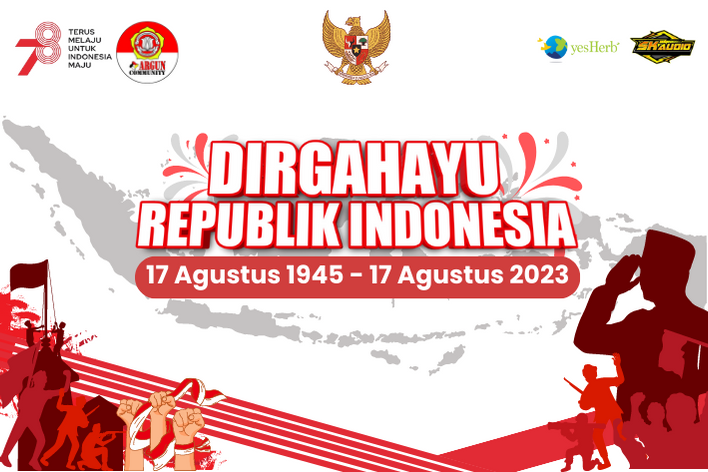 78
TERUS
MELAJU
UNTUK
INDONESIA
MAJU
ARGUN
COMMUNITY
yesHerb®
SK AUDIO
DIRGAHAYU
REPUBLIK INDONESIA
17 Agustus 1945 - 17 Agustus 2023